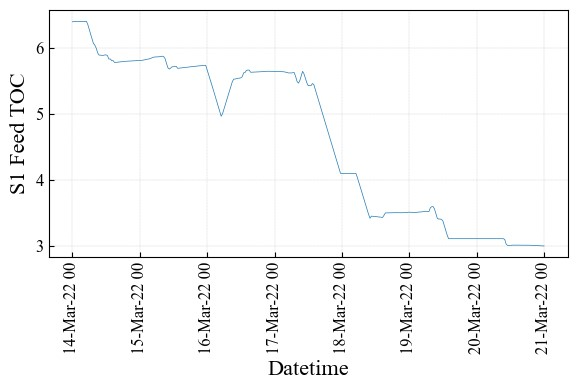 S1 Feed TOC
6
5
4
3
14-Mar-22 00
15-Mar-22 00
16-Mar-22 00
17-Mar-22 00
18-Mar-22 00
19-Mar-22 00
20-Mar-22 00
21-Mar-22 00
Datetime